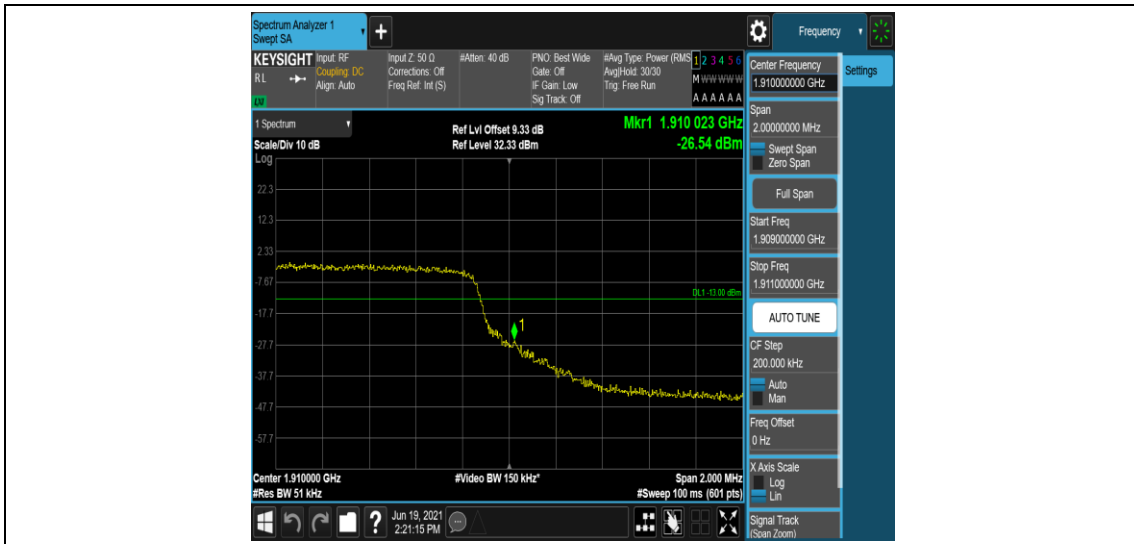 Spectrum Analyzer 1
Swept SA
+
Frequency
KEYSIGHT
RL
LXI
Input: RF
Coupling: DC
Align: Auto
Input Z: 50 Ω
Corrections: Off
Freq Ref: Int (S)
#Atten: 40 dB
PNO: Best Wide
Gate: Off
IF Gain: Low
Sig Track: Off
#Avg Type: Power (RMS
Avg|Hold: 30/30
Trig: Free Run
1 2 3 4 5 6
M W W W W W
A A A A A A
Center Frequency
1.910000000 GHz
Settings
Span
2.00000000 MHz
Swept Span
Zero Span
Full Span
Start Freq
1.909000000 GHz
Stop Freq
1.911000000 GHz
AUTO TUNE
CF Step
200.000 kHz
Auto
Man
Freq Offset
0 Hz
X Axis Scale
Log
Lin
Signal Track
(Span Zoom)
1 Spectrum
Scale/Div 10 dB
Log
Ref Lvl Offset 9.33 dB
Ref Level 32.33 dBm
Mkr1 1.910 023 GHz
-26.54 dBm
22.3
12.3
2.33
-7.67
DL1 -13.00 dBm
-17.7
1
-27.7
-37.7
-47.7
-57.7
Center 1.910000 GHz
#Video BW 150 kHz*
Span 2.000 MHz
#Res BW 51 kHz
#Sweep 100 ms (601 pts)
?
Jun 19, 2021
2:21:15 PM